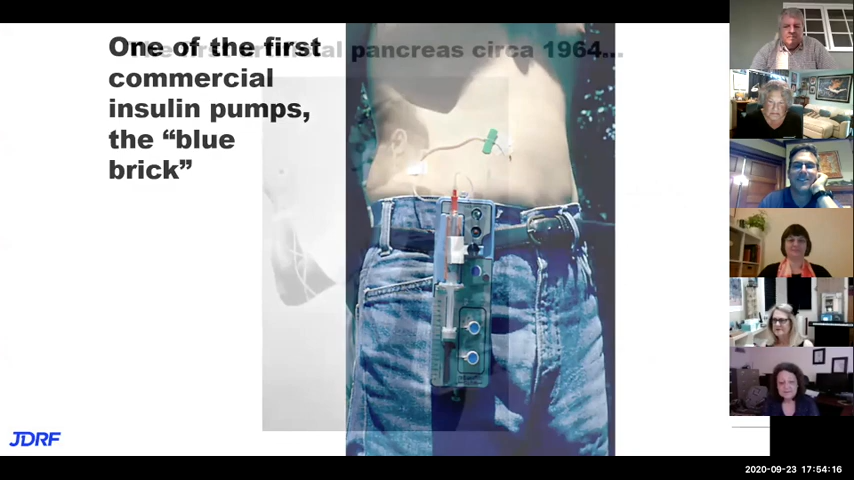 One of the first
commercial
insulin pumps,
the “blue
brick”
pancreas circa 1964...
JDRF
2020-09-23 17:54:16